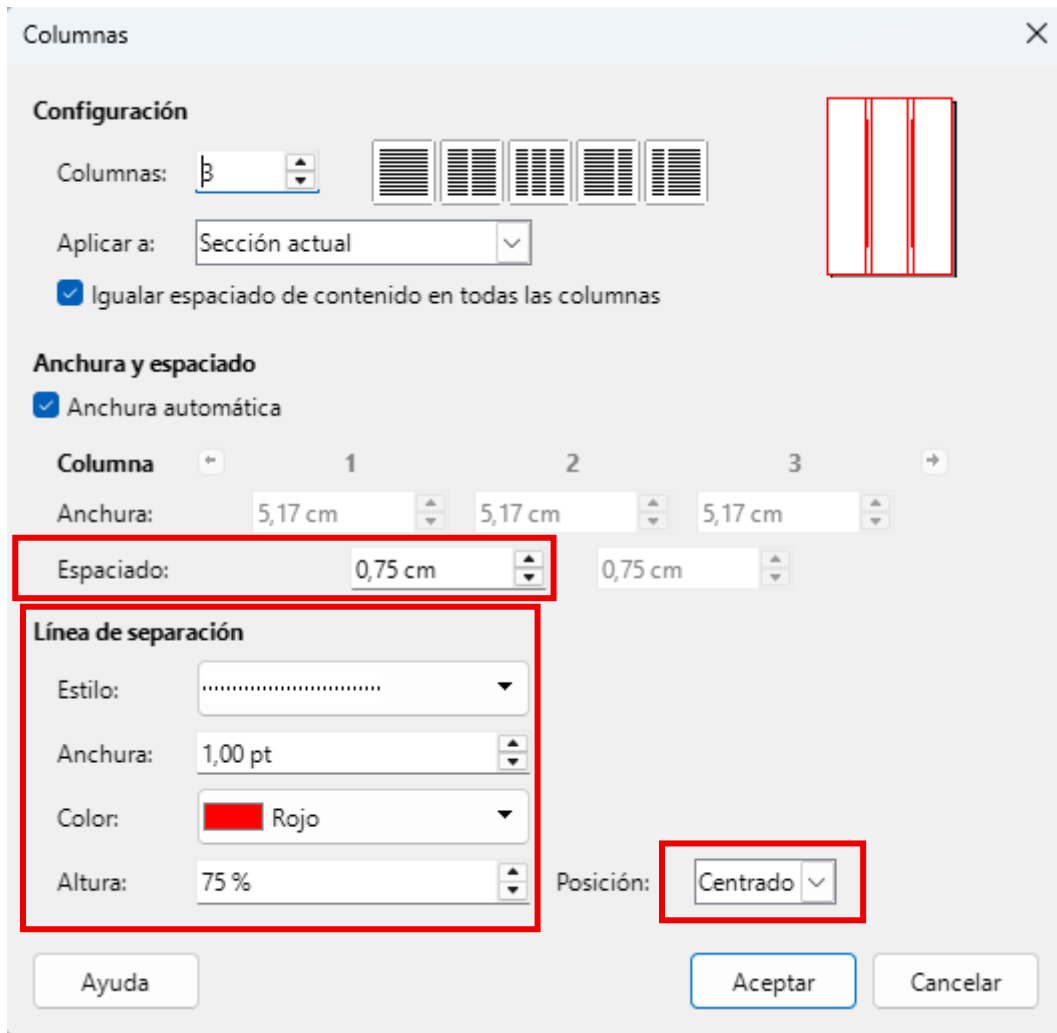 Columnas
Configuración
Columnas: 3
Aplicar a: Sección actual
Igualar espaciado de contenido en todas las columnas
Anchura y espaciado
Anchura automática
Columna 1 2 3
Anchura: 5,17 cm 5,17 cm 5,17 cm
Espaciado: 0,75 cm 0,75 cm
Línea de separación
Estilo:
Anchura: 1,00 pt
Color: Rojo
Altura: 75 % Posición: Centrado
Ayuda Aceptar Cancelar